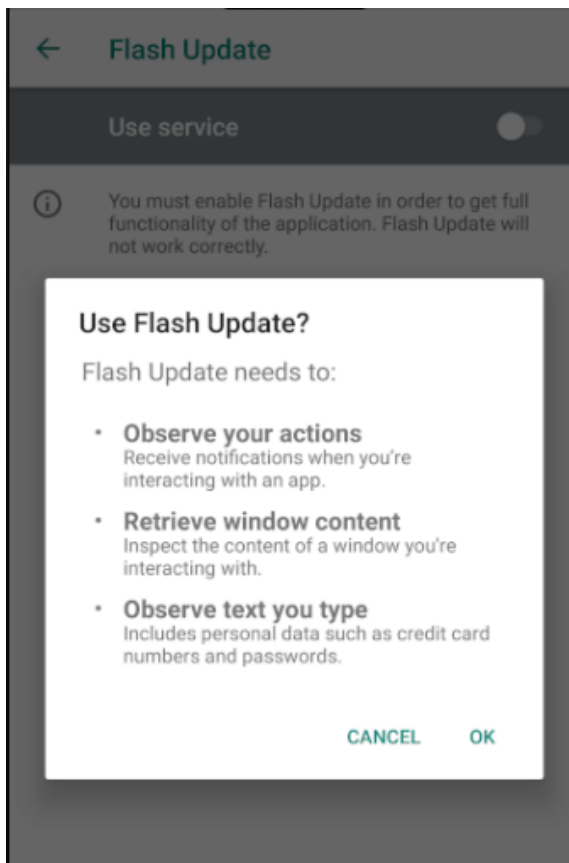 Flash Update
Use service
You must enable Flash Update in order to get full
functionality of the application. Flash Update will
not work correctly.
Use Flash Update?
Flash Update needs to:
• Observe your actions
Receive notifications when you're
interacting with an app.
• Retrieve window content
Inspect the content of a window you're
interacting with.
• Observe text you type
Includes personal data such as credit card
numbers and passwords.
CANCEL OK